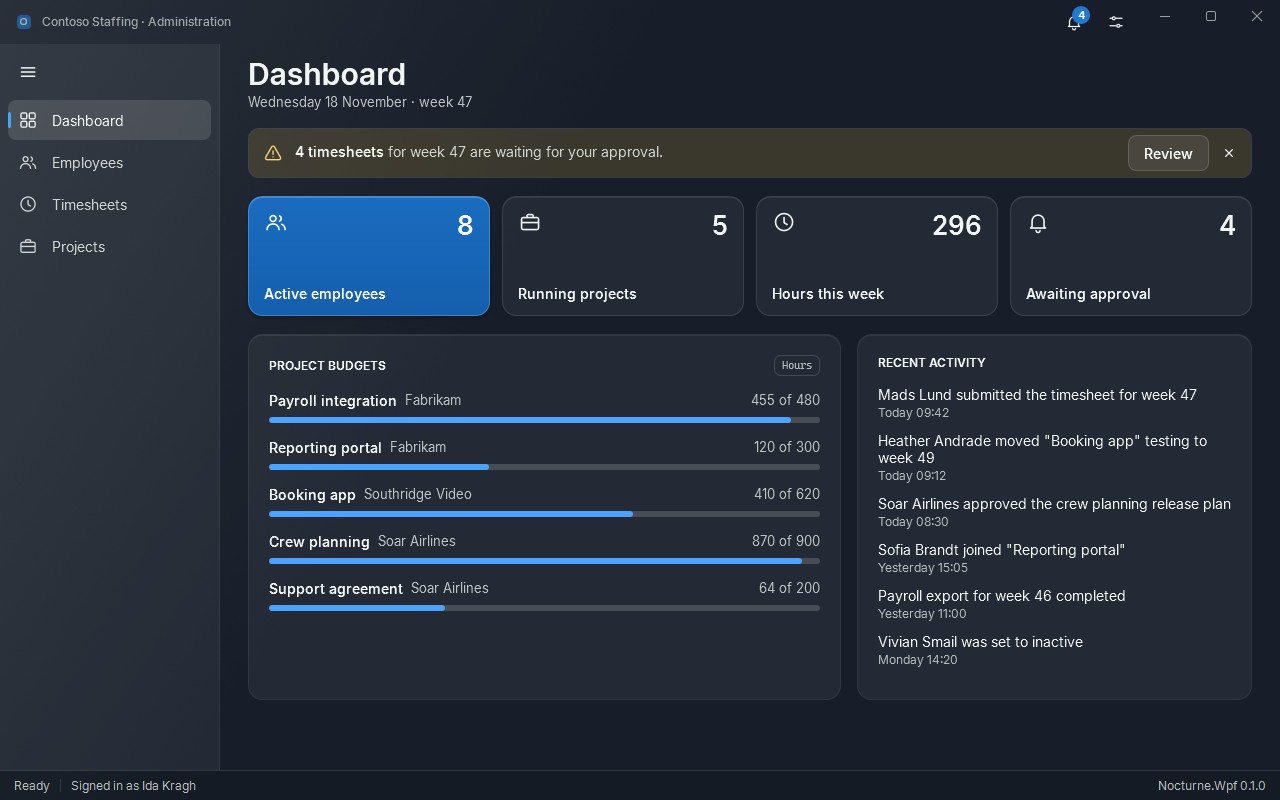 Contoso Staffing · Administration
4
Dashboard
Employees
Timesheets
Projects
Dashboard
Wednesday 18 November · week 47
4 timesheets for week 47 are waiting for your approval.
Review
8
Active employees
5
Running projects
296
Hours this week
4
Awaiting approval
PROJECT BUDGETS
Hours
Payroll integration Fabrikam 455 of 480
Reporting portal Fabrikam 120 of 300
Booking app Southridge Video 410 of 620
Crew planning Soar Airlines 870 of 900
Support agreement Soar Airlines 64 of 200
RECENT ACTIVITY
Mads Lund submitted the timesheet for week 47
Today 09:42
Heather Andrade moved "Booking app" testing to
week 49
Today 09:12
Soar Airlines approved the crew planning release plan
Today 08:30
Sofia Brandt joined "Reporting portal"
Yesterday 15:05
Payroll export for week 46 completed
Yesterday 11:00
Vivian Smail was set to inactive
Monday 14:20
Ready
Signed in as Ida Kragh
Nocturne.Wpf 0.1.0